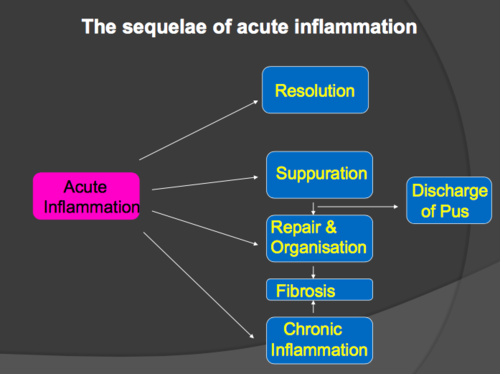 The sequelae of acute inflammation
Resolution
Acute
Inflammation
Suppuration
Discharge
of Pus
Repair &
Organisation
Fibrosis
Chronic
Inflammation